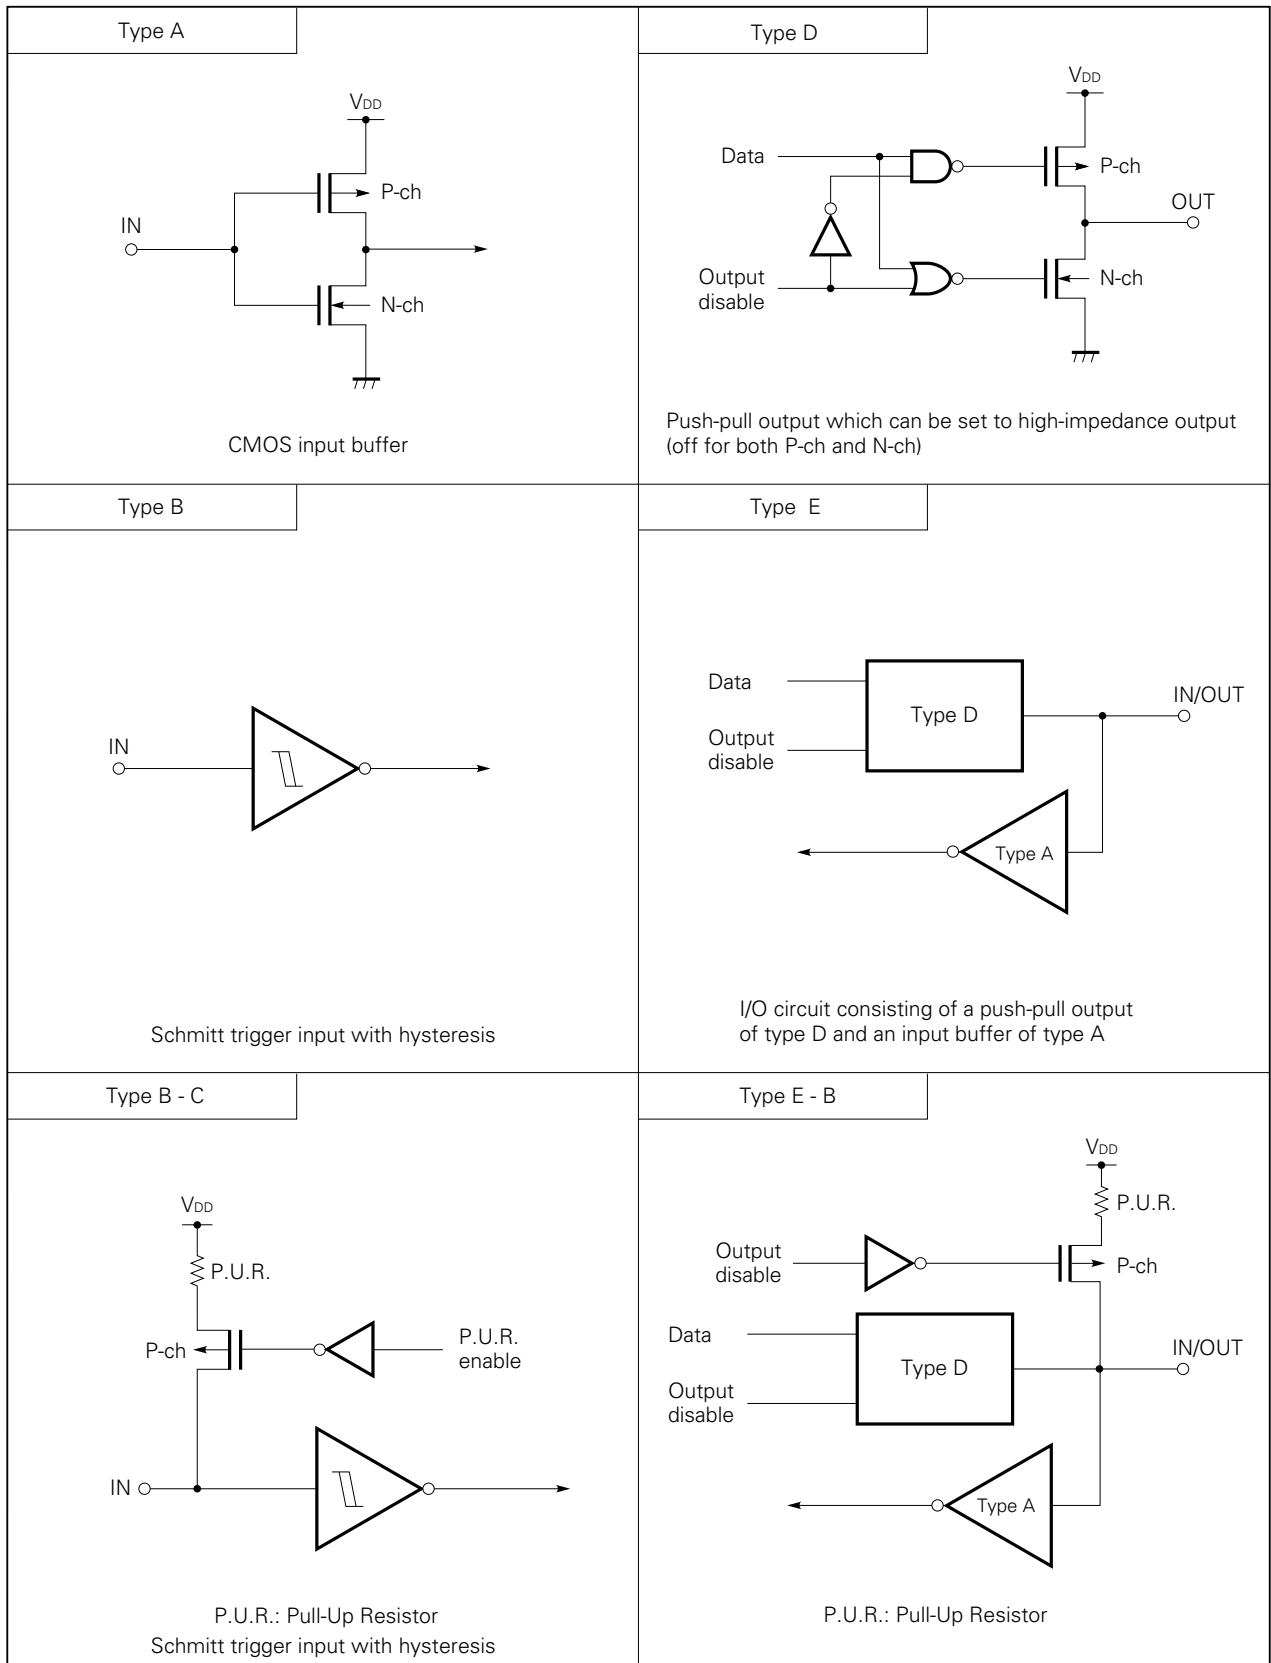 Type A
VDD
P-ch
IN
N-ch
CMOS input buffer
Type D
VDD
Data
P-ch
OUT
Output
disable
N-ch
Push-pull output which can be set to high-impedance output
(off for both P-ch and N-ch)
Type B
IN
Schmitt trigger input with hysteresis
Type E
Data
Type D
IN/OUT
Output
disable
Type A
I/O circuit consisting of a push-pull output
of type D and an input buffer of type A
Type B - C
VDD
P.U.R.
P-ch
P.U.R.
enable
IN
P.U.R.: Pull-Up Resistor
Schmitt trigger input with hysteresis
Type E - B
VDD
P.U.R.
Output
disable
P-ch
Data
Type D
IN/OUT
Output
disable
Type A
P.U.R.: Pull-Up Resistor